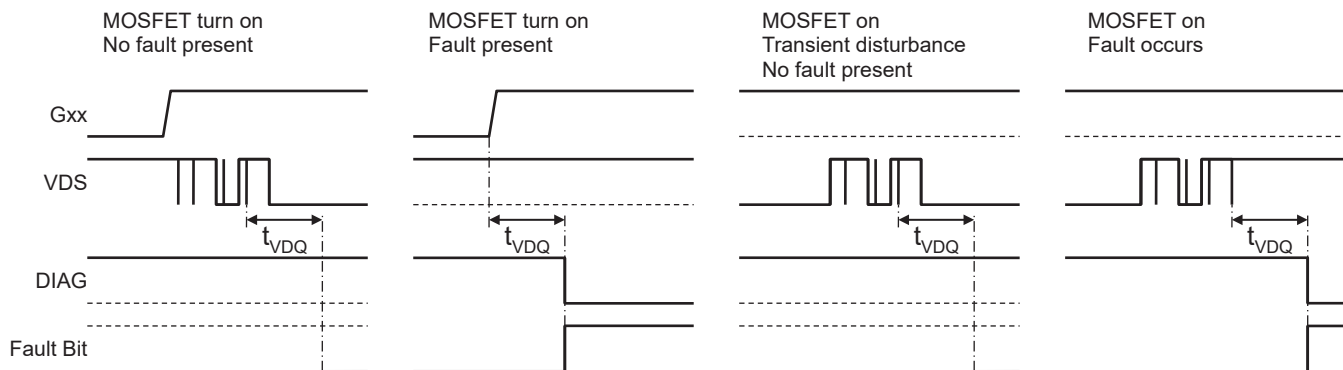 MOSFET turn on
No fault present
MOSFET turn on
Fault present
MOSFET on
Transient disturbance
No fault present
MOSFET on
Fault occurs
Gxx
VDS
tVDQ
tVDQ
tVDQ
tVDQ
DIAG
Fault Bit